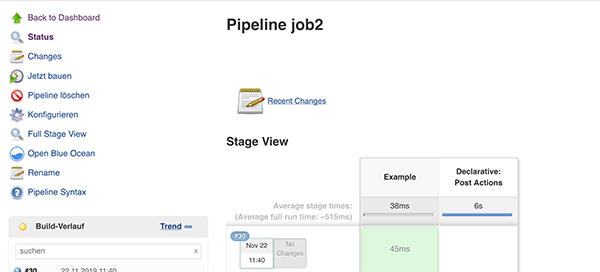 Back to Dashboard
Status
Changes
Jetzt bauen
Pipeline löschen
Konfigurieren
Full Stage View
Open Blue Ocean
Rename
Pipeline Syntax
Build-Verlauf Trend
suchen x
#30 22.11.2019 11:40
Pipeline job2
Recent Changes
Stage View
Example
Declarative:
Post Actions
Average stage times:
(Average full run time: ~515ms)
38ms
6s
#30
Nov 22
11:40
No
Changes
45ms